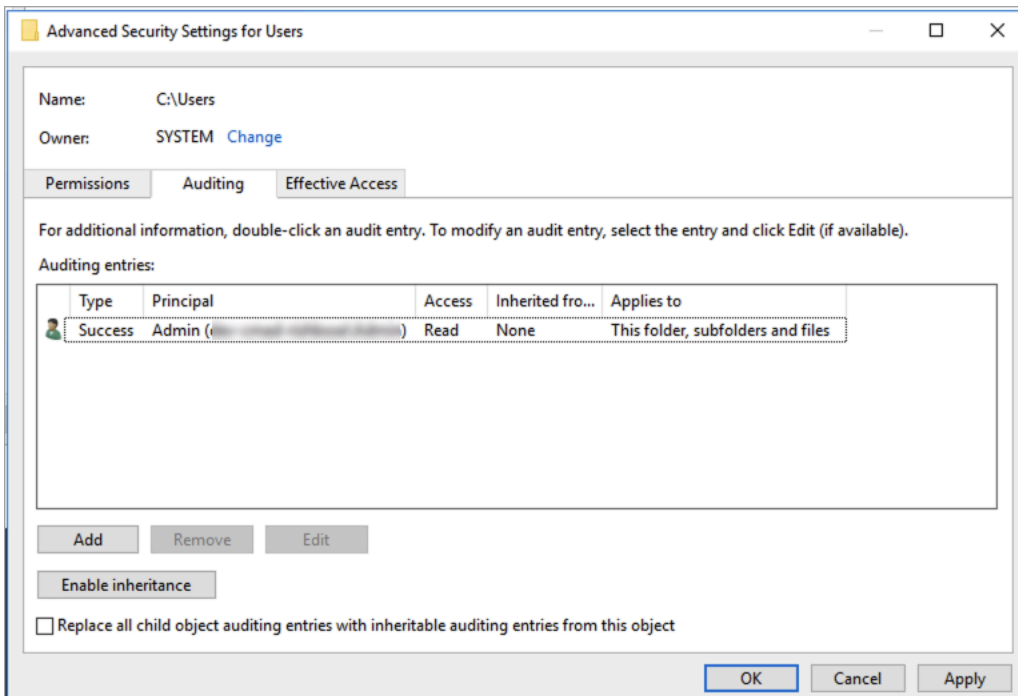 Advanced Security Settings for Users
Name: C:\Users
Owner: SYSTEM Change
Permissions Auditing Effective Access
For additional information, double-click an audit entry. To modify an audit entry, select the entry and click Edit (if available).
Auditing entries:
Type Principal Access Inherited fro... Applies to
Success Admin ( ) Read None This folder, subfolders and files
Add Remove Edit
Enable inheritance
Replace all child object auditing entries with inheritable auditing entries from this object
OK Cancel Apply